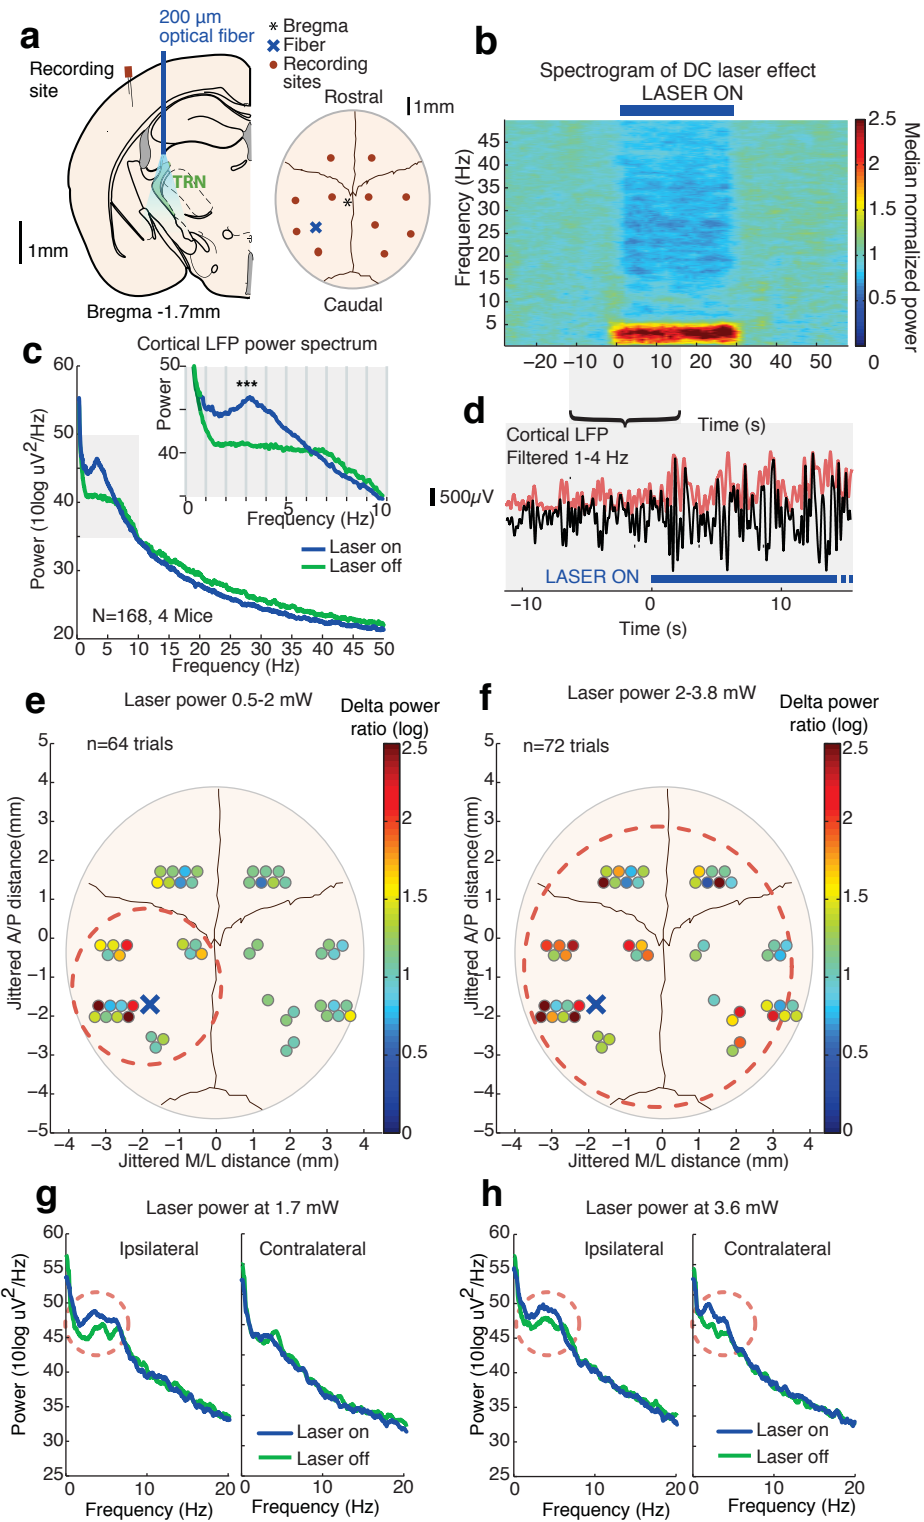 a
200 µm
optical fiber
Recording
site
TRN
1mm
Bregma -1.7mm
* Bregma
Fiber
Recording
sites
Rostral
1mm
*
Caudal
b
Spectrogram of DC laser effect
LASER ON
Frequency (Hz)
45
40
35
30
25
20
15
10
5
-20 -10 0 10 20 30 40 50
Time (s)
2.5
2
1.5
1
0.5
0
Median normalized power
c
Cortical LFP power spectrum
Power (10log uV²/Hz)
60
50
40
30
20
0 5 10 15 20 25 30 35 40 45 50
Frequency (Hz)
N=168, 4 Mice
Power
50
40
***
0 5 10
Frequency (Hz)
Laser on
Laser off
d
Cortical LFP
Filtered 1-4 Hz
500µV
LASER ON
−10 0 10
Time (s)
e
Laser power 0.5-2 mW
n=64 trials
Delta power
ratio (log)
Jittered A/P distance(mm)
5
4
3
2
1
0
−1
−2
−3
−4
−5
−4 −3 −2 −1 0 1 2 3 4
Jittered M/L distance (mm)
2.5
2
1.5
1
0.5
0
f
Laser power 2-3.8 mW
n=72 trials
Delta power
ratio (log)
Jittered A/P distance(mm)
5
4
3
2
1
0
−1
−2
−3
−4
−5
−4 −3 −2 −1 0 1 2 3 4
Jittered M/L distance (mm)
2.5
2
1.5
1
0.5
0
g
Laser power at 1.7 mW
Ipsilateral
Contralateral
Power (10log uV²/Hz)
60
55
50
45
40
35
30
25
0 10 20
Frequency (Hz)
0 10 20
Frequency (Hz)
Laser on
Laser off
h
Laser power at 3.6 mW
Ipsilateral
Contralateral
Power (10log uV²/Hz)
60
55
50
45
40
35
30
25
0 10 20
Frequency (Hz)
0 10 20
Frequency (Hz)
Laser on
Laser off